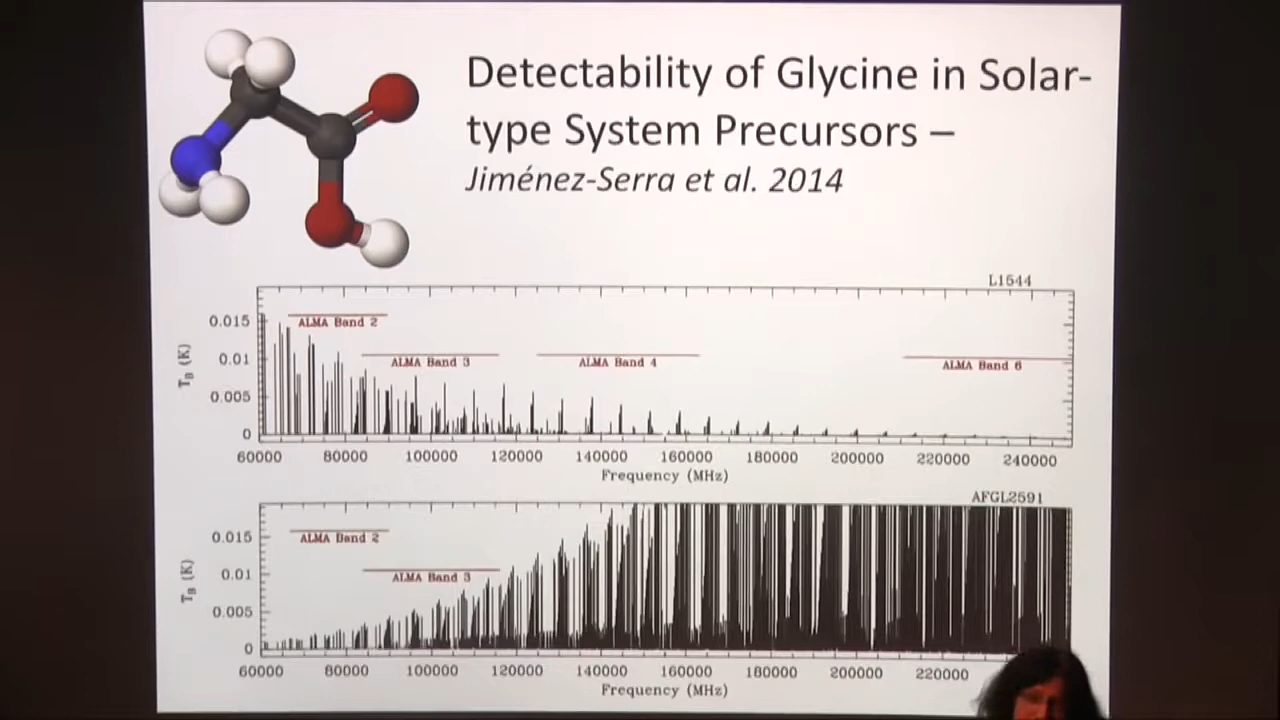 Detectability of Glycine in Solar-
type System Precursors –
Jiménez-Serra et al. 2014
L1544
0.015
ALMA Band 2
0.01
ALMA Band 3
ALMA Band 4
ALMA Band 6
T_B (K)
0.005
0
60000 80000 100000 120000 140000 160000 180000 200000 220000 240000
Frequency (MHz)
AFGL2591
0.015
ALMA Band 2
0.01
ALMA Band 3
T_B (K)
0.005
0
60000 80000 100000 120000 140000 160000 180000 200000 220000
Frequency (MHz)